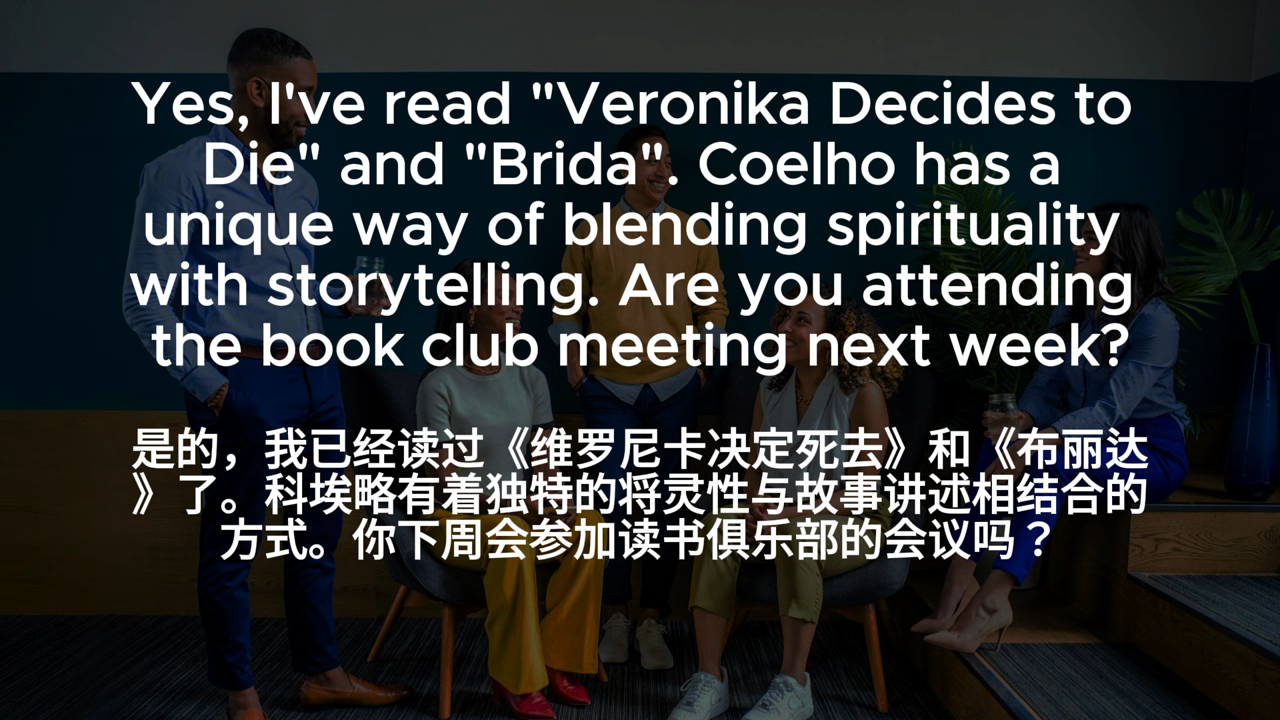 Yes, I've read "Veronika Decides to
Die" and "Brida". Coelho has a
unique way of blending spirituality
with storytelling. Are you attending
the book club meeting next week?
是的，我已经读过《维罗尼卡决定死去》和《布丽达
》了。科埃略有着独特的将灵性与故事讲述相结合的
方式。你下周会参加读书俱乐部的会议吗？